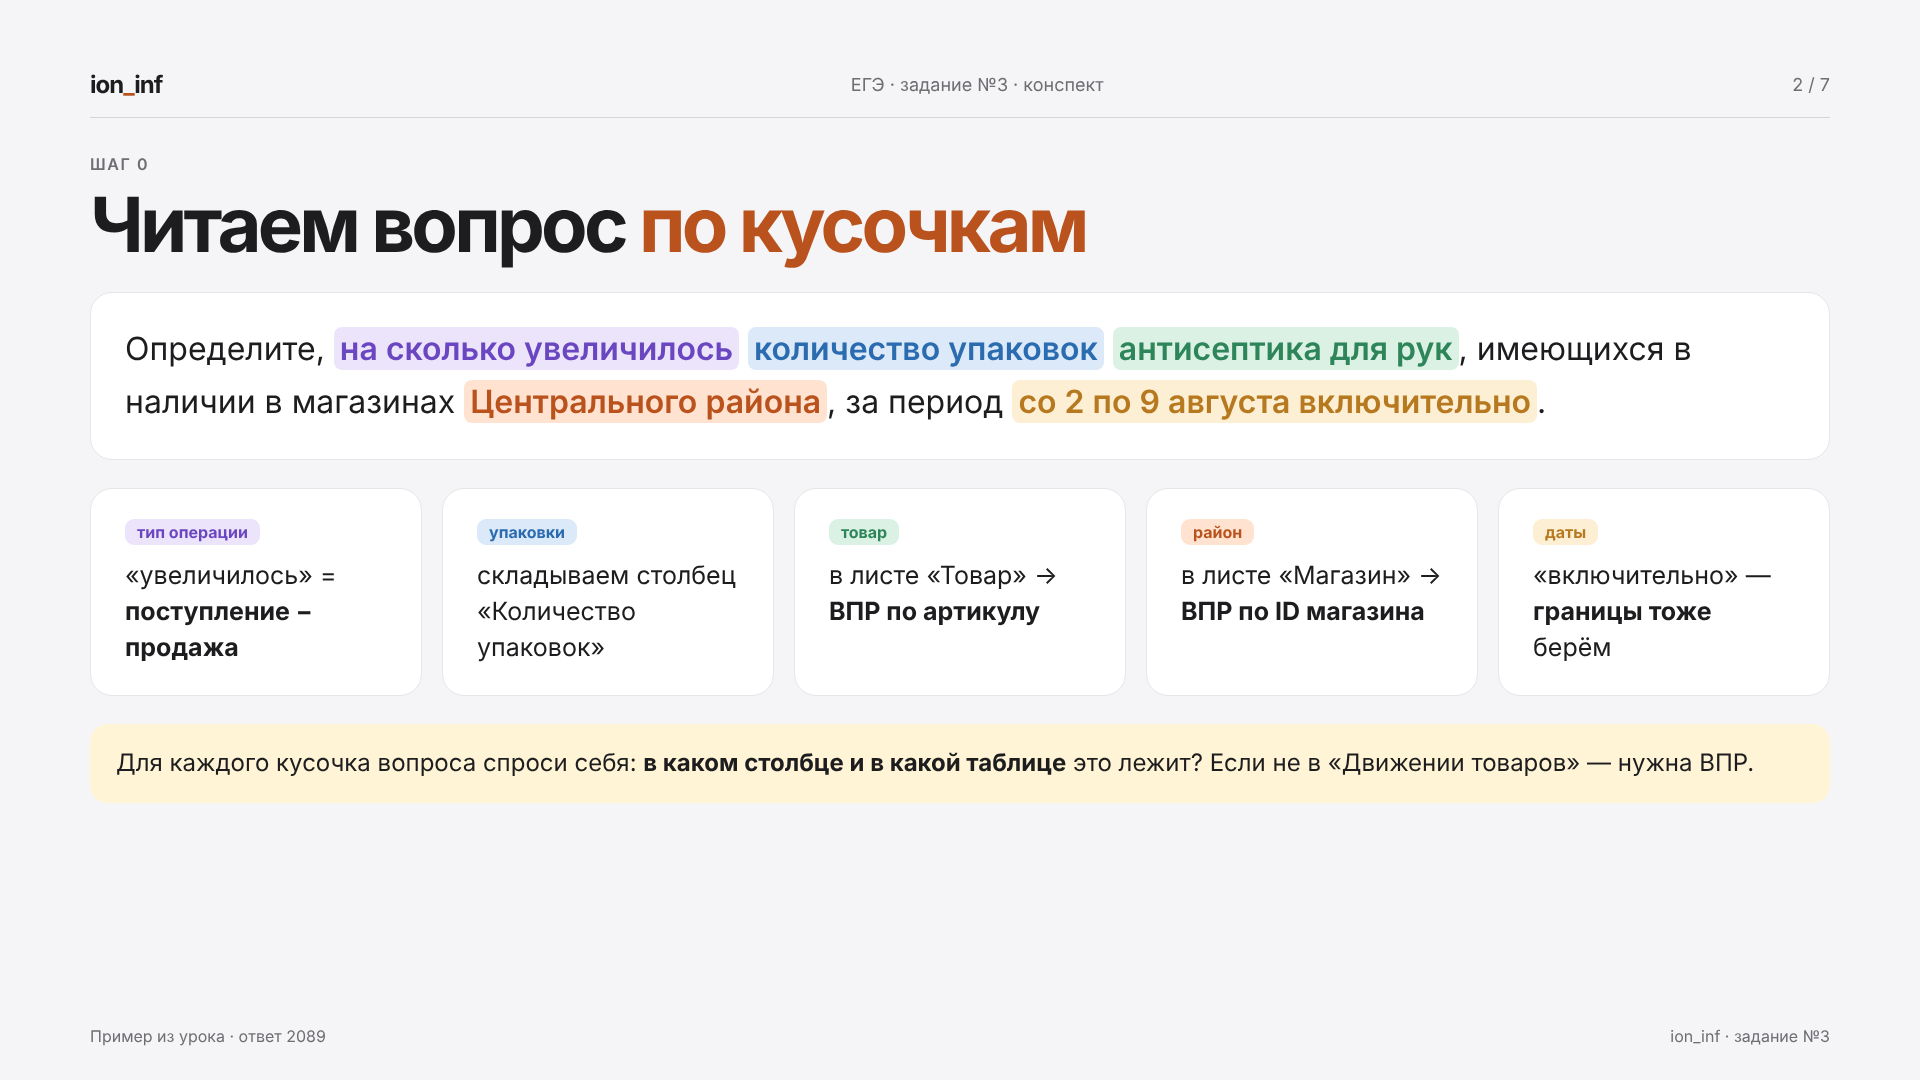 ion_inf
ЕГЭ · задание №3 · конспект
2 / 7
ШАГ 0
Читаем вопрос по кусочкам
Определите, на сколько увеличилось количество упаковок антисептика для рук, имеющихся в
наличии в магазинах Центрального района, за период со 2 по 9 августа включительно.
тип операции
«увеличилось» =
поступление −
продажа
упаковки
складываем столбец
«Количество
упаковок»
товар
в листе «Товар» →
ВПР по артикулу
район
в листе «Магазин» →
ВПР по ID магазина
даты
«включительно» —
границы тоже
берём
Для каждого кусочка вопроса спроси себя: в каком столбце и в какой таблице это лежит? Если не в «Движении товаров» — нужна ВПР.
Пример из урока · ответ 2089
ion_inf · задание №3